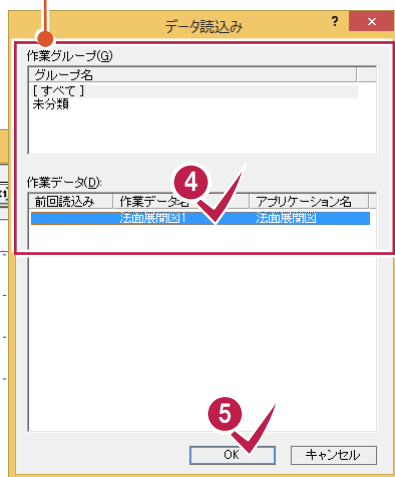 データ読込み ? ×
作業グループ(G)
グループ名
[すべて]
未分類
作業データ(D):
4
前回読込み 作業データ名 アプリケーション名
法面展開図1 法面展開図
5
OK キャンセル